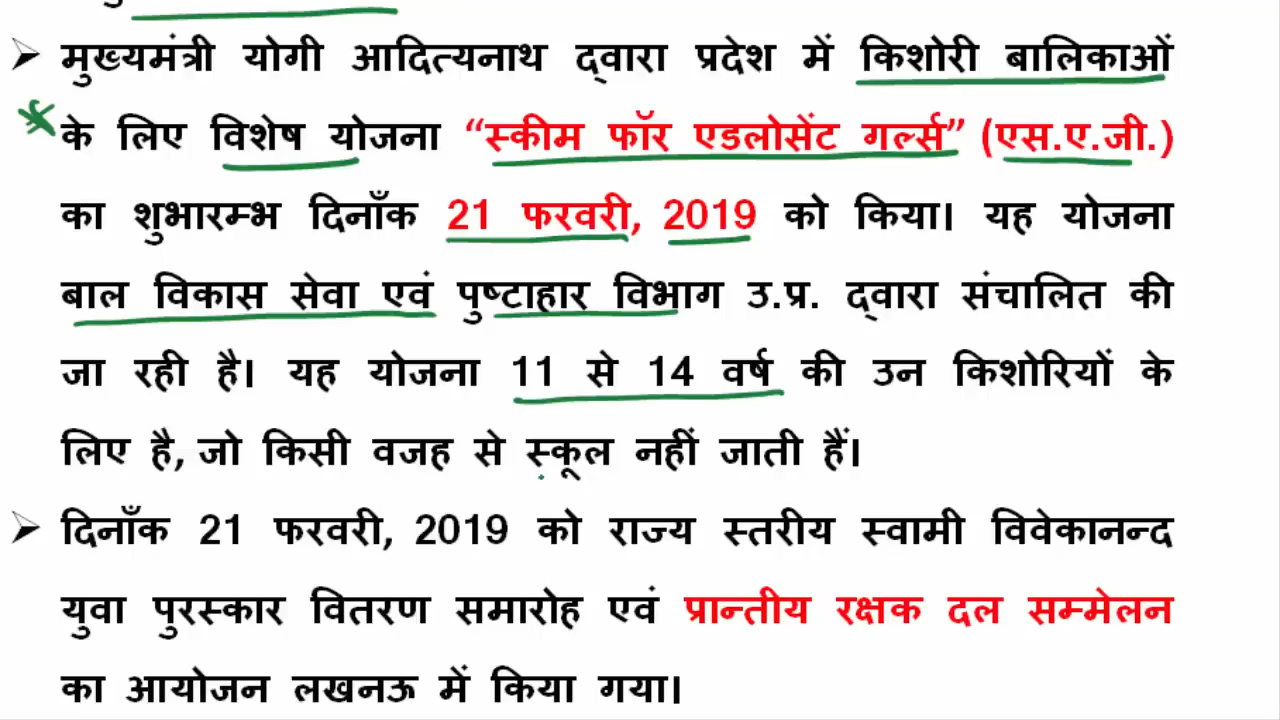 मुख्यमंत्री योगी आदित्यनाथ द्वारा प्रदेश में किशोरी बालिकाओं
के लिए विशेष योजना “स्कीम फॉर एडलोसेंट गर्ल्स” (एस.ए.जी.)
का शुभारम्भ दिनाँक 21 फरवरी, 2019 को किया। यह योजना
बाल विकास सेवा एवं पुष्टाहार विभाग उ.प्र. द्वारा संचालित की
जा रही है। यह योजना 11 से 14 वर्ष की उन किशोरियों के
लिए है, जो किसी वजह से स्कूल नहीं जाती हैं।
दिनाँक 21 फरवरी, 2019 को राज्य स्तरीय स्वामी विवेकानन्द
युवा पुरस्कार वितरण समारोह एवं प्रान्तीय रक्षक दल सम्मेलन
का आयोजन लखनऊ में किया गया।